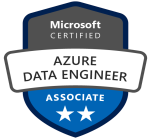 Microsoft
CERTIFIED
AZURE
DATA ENGINEER
ASSOCIATE